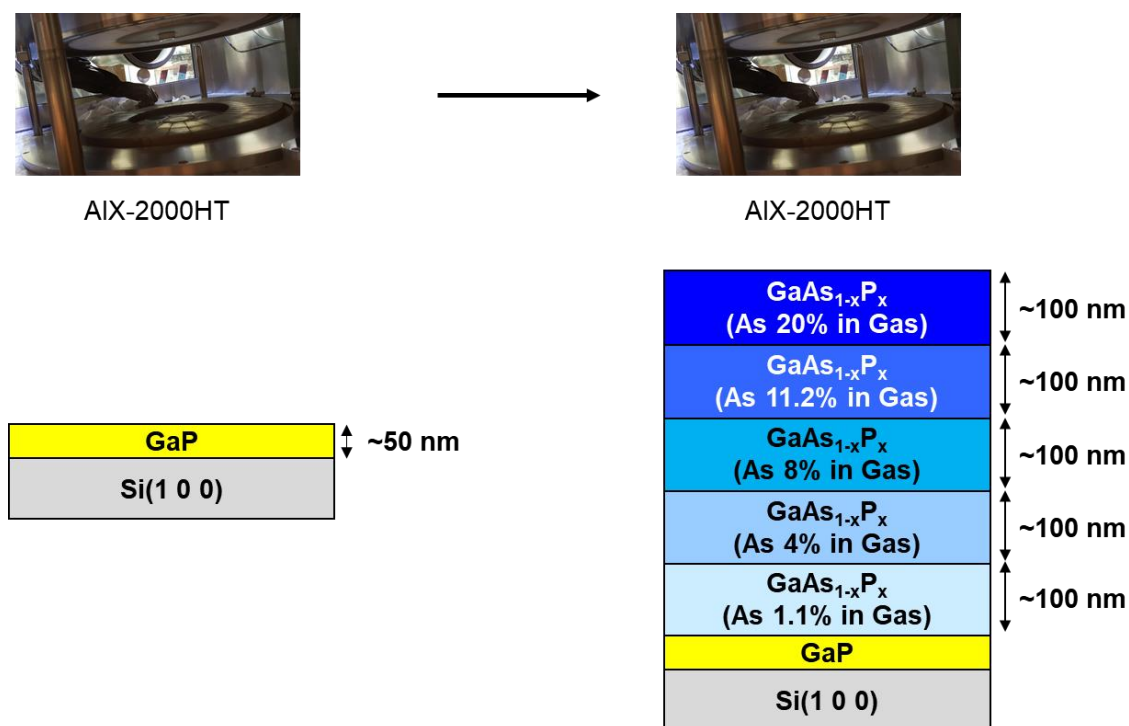 AIX-2000HT
AIX-2000HT
GaP
~50 nm
Si(1 0 0)
GaAs₁₋ₓPₓ
(As 20% in Gas)
~100 nm
GaAs₁₋ₓPₓ
(As 11.2% in Gas)
~100 nm
GaAs₁₋ₓPₓ
(As 8% in Gas)
~100 nm
GaAs₁₋ₓPₓ
(As 4% in Gas)
~100 nm
GaAs₁₋ₓPₓ
(As 1.1% in Gas)
~100 nm
GaP
Si(1 0 0)